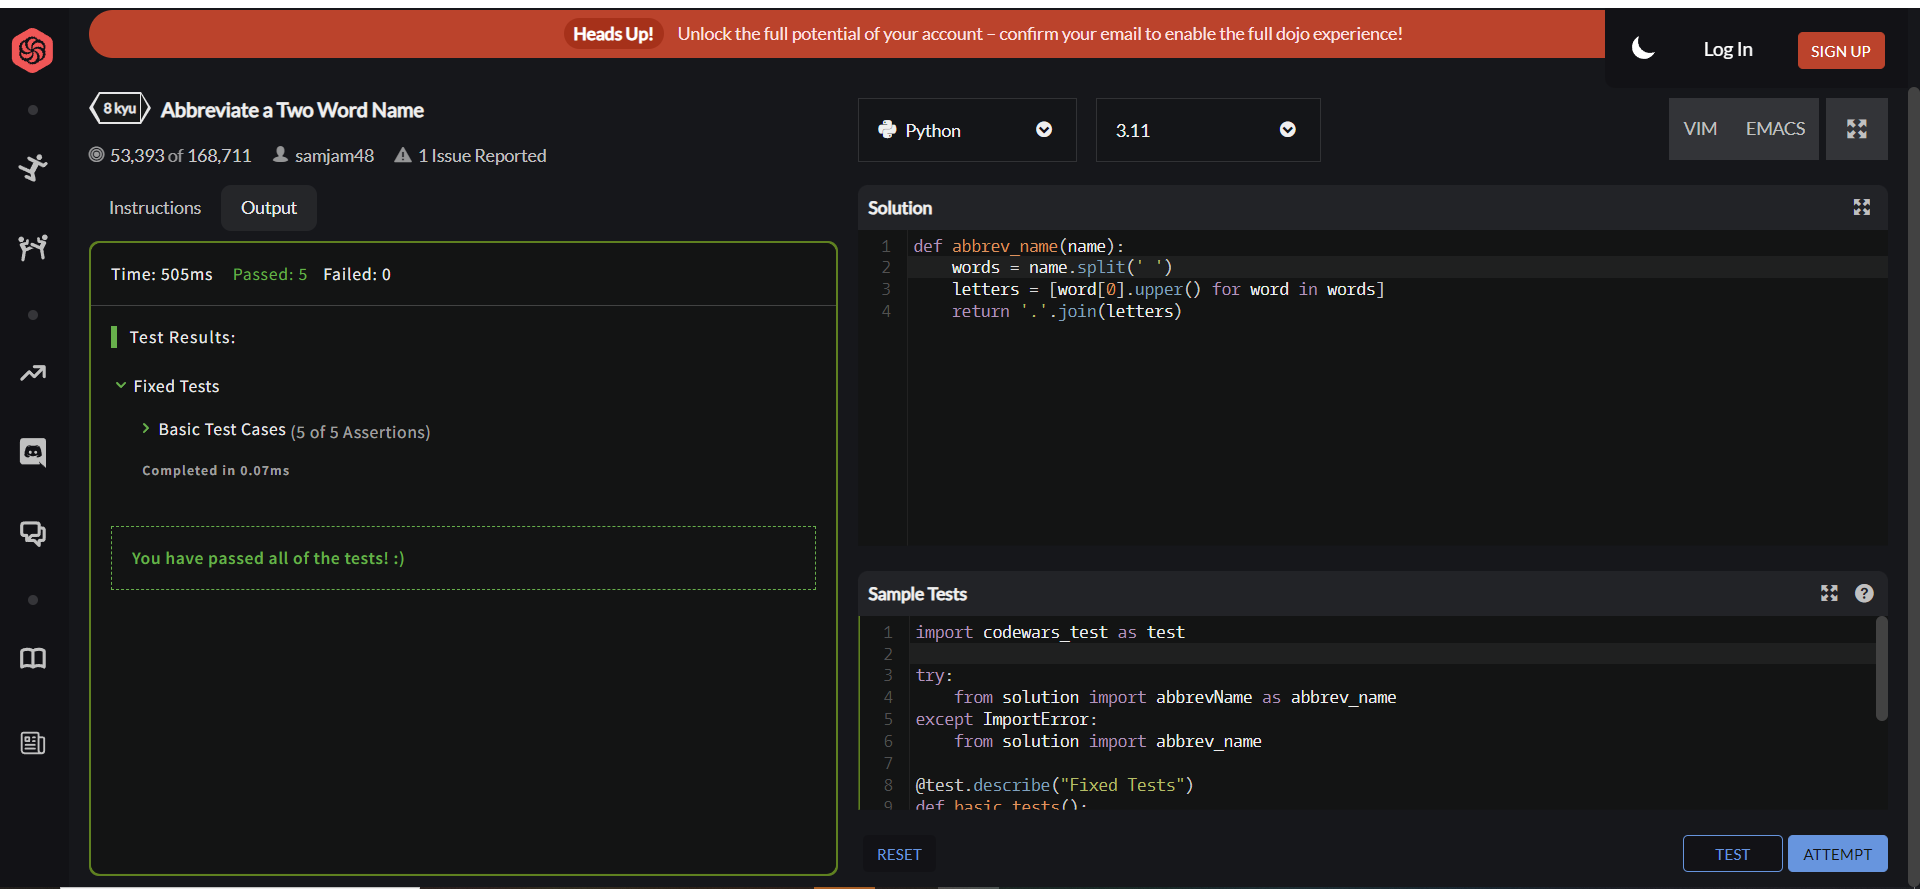 Heads Up! Unlock the full potential of your account – confirm your email to enable the full dojo experience!
Log In
SIGN UP
8 kyu Abbreviate a Two Word Name
53,393 of 168,711 samjam48 1 Issue Reported
Python
3.11
VIM EMACS
Instructions Output
Time: 505ms Passed: 5 Failed: 0
Test Results:
Fixed Tests
Basic Test Cases (5 of 5 Assertions)
Completed in 0.07ms
You have passed all of the tests! :)
Solution
1 def abbrev_name(name):
2     words = name.split(' ')
3     letters = [word[0].upper() for word in words]
4     return '.'.join(letters)
Sample Tests
1 import codewars_test as test
2
3 try:
4     from solution import abbrevName as abbrev_name
5 except ImportError:
6     from solution import abbrev_name
7
8 @test.describe("Fixed Tests")
9 def basic_tests():
RESET
TEST
ATTEMPT